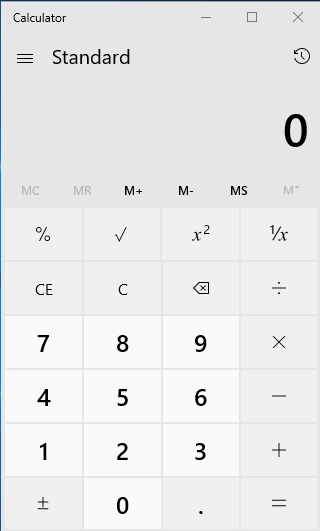 Calculator
Standard
0
MC MR M+ M- MS M˅
% √ x² ¹/x
CE C ÷
7 8 9 ×
4 5 6 −
1 2 3 +
± 0 . =